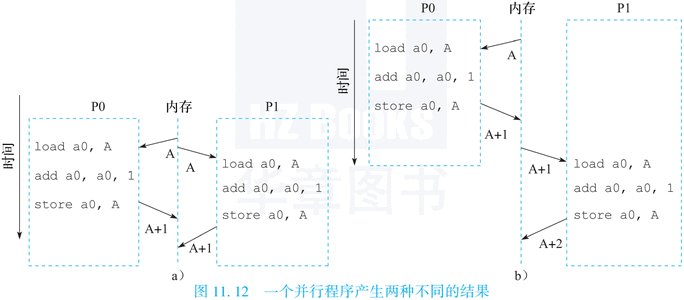 时间
P0
内存
P1
load a0, A
add a0, a0, 1
store a0, A
A
A
load a0, A
add a0, a0, 1
store a0, A
A+1
A+1
a）
时间
P0
内存
P1
load a0, A
add a0, a0, 1
store a0, A
A
A+1
A+1
load a0, A
add a0, a0, 1
store a0, A
A+2
b）
HZ BOOKS
华章图书
图 11.12 一个并行程序产生两种不同的结果